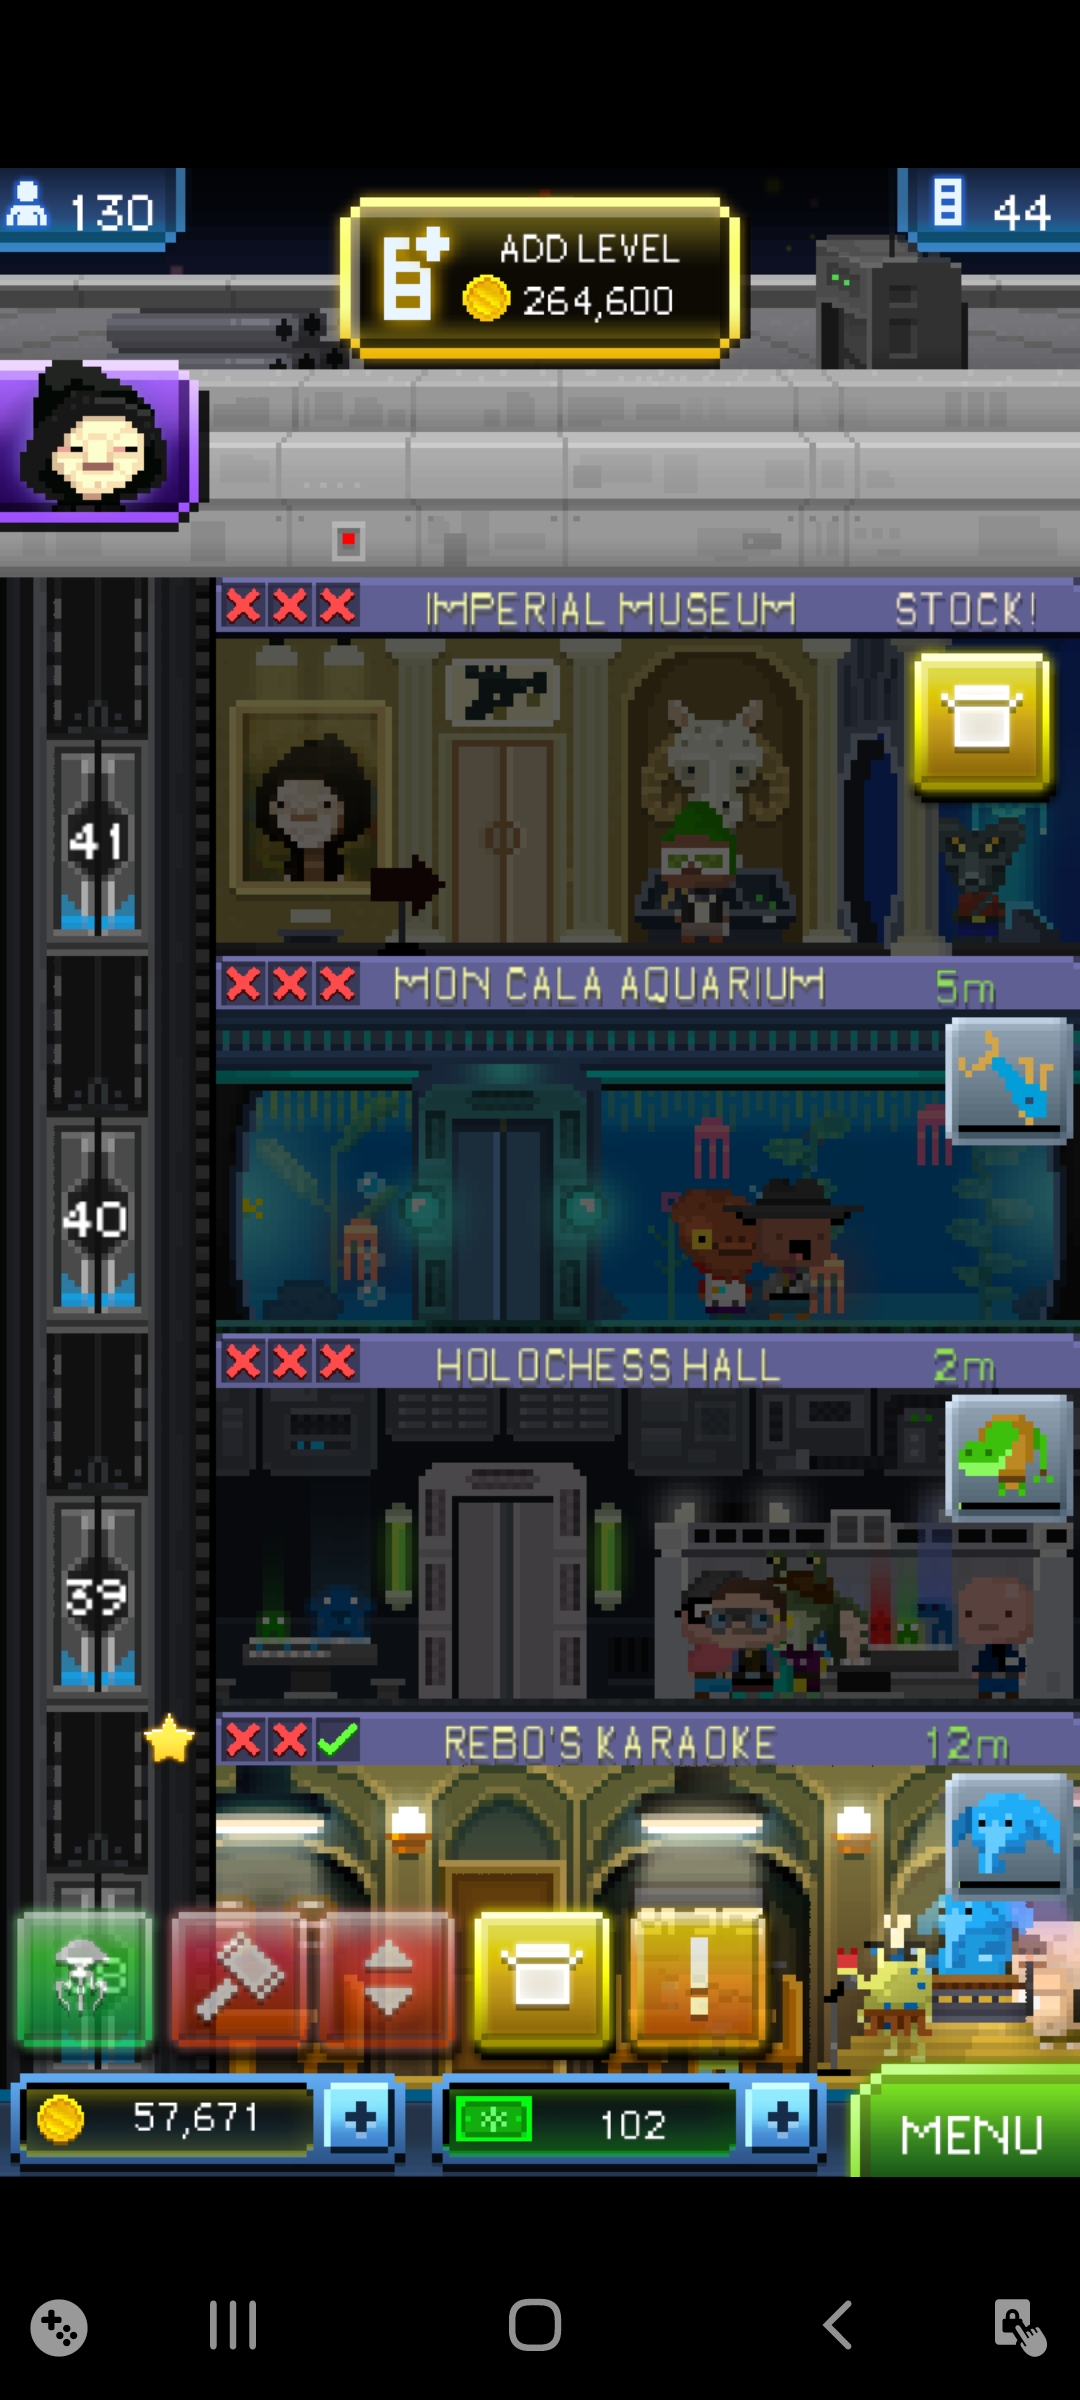 130
44
ADD LEVEL
264,600
IMPERIAL MUSEUM STOCK!
41
MON CALA AQUARIUM 5m
40
HOLOCHESS HALL 2m
39
REBO'S KARAOKE 12m
!
57,671 +
102 +
MENU